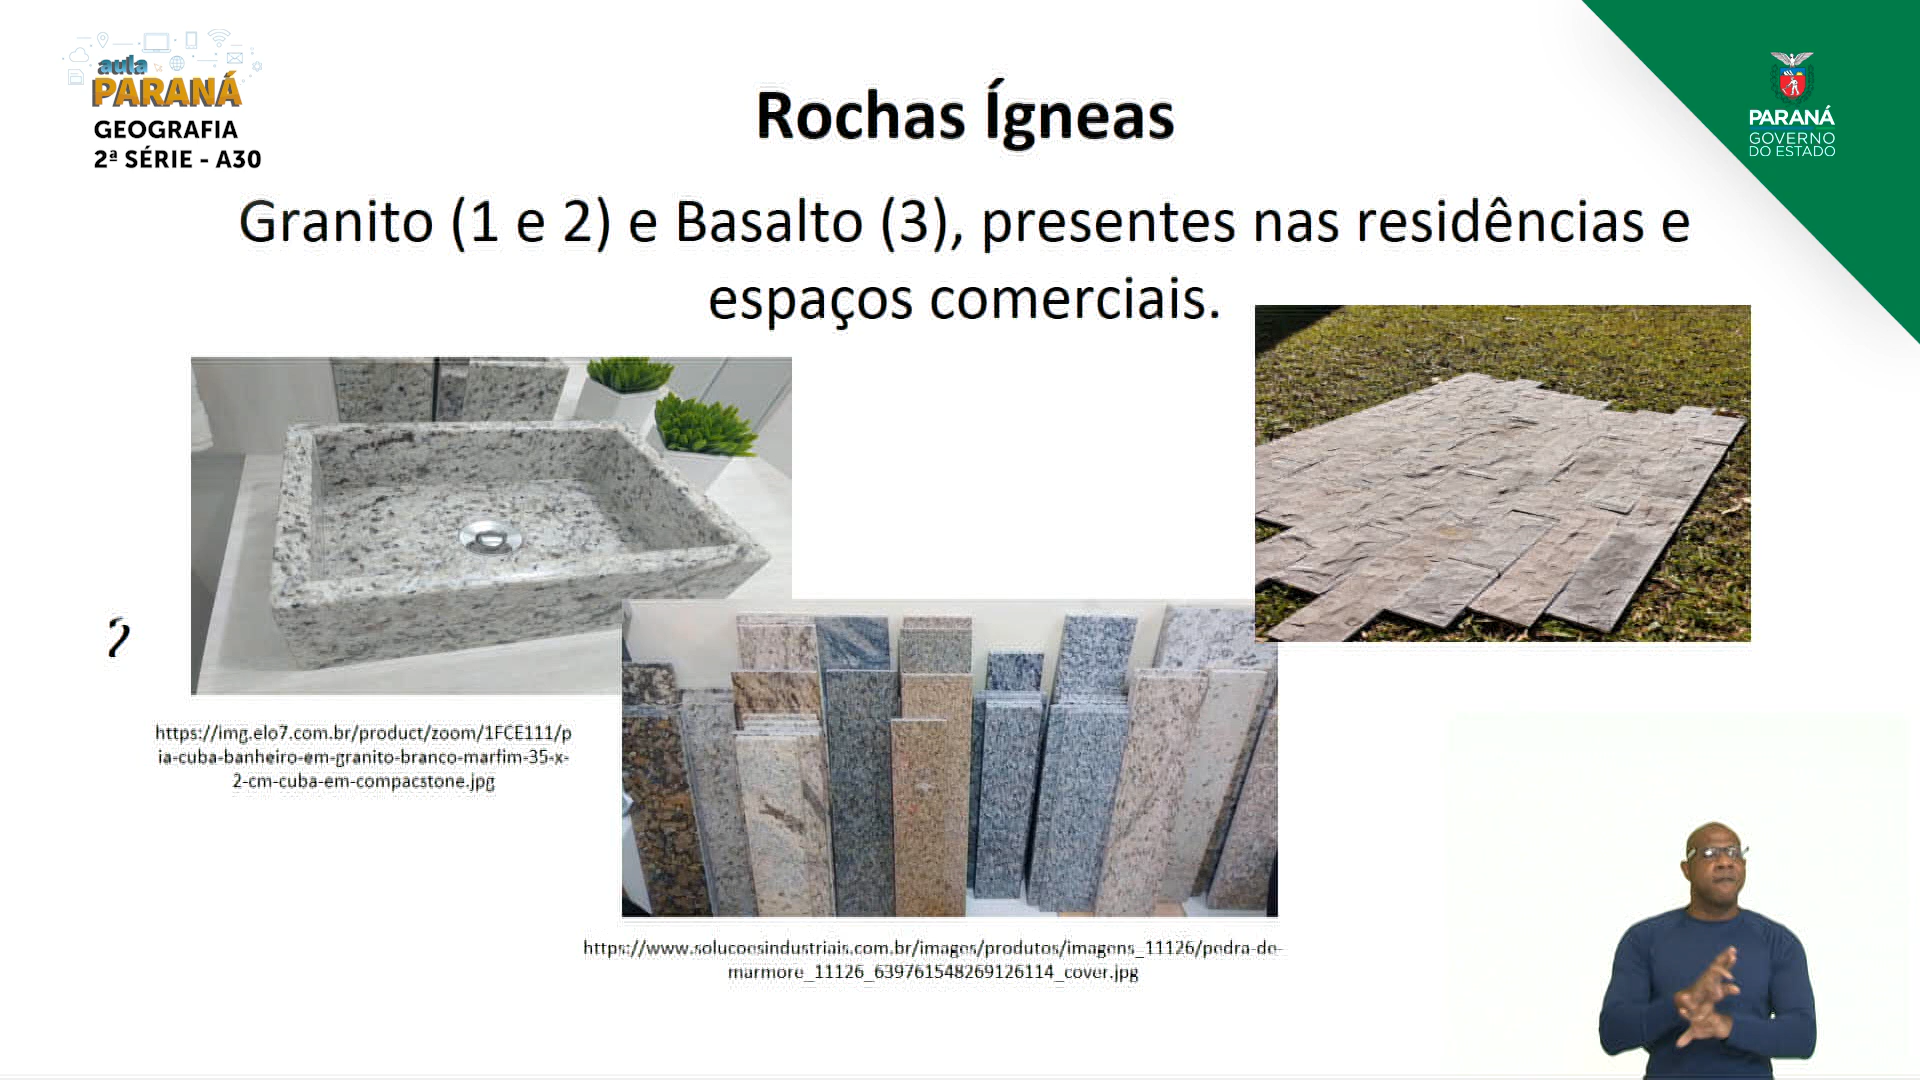 aula
PARANÁ
GEOGRAFIA
2ª SÉRIE - A30
Rochas Ígneas
PARANÁ
GOVERNO
DO ESTADO
Granito (1 e 2) e Basalto (3), presentes nas residências e
espaços comerciais.
2
https://img.elo7.com.br/product/zoom/1FCE111/p
ia-cuba-banheiro-em-granito-branco-marfim-35-x-
2-cm-cuba-em-compacstone.jpg
https://www.solucoesindustriais.com.br/images/produtos/imagens_11126/pedra-de-
marmore_11126_639761548269126114_cover.jpg